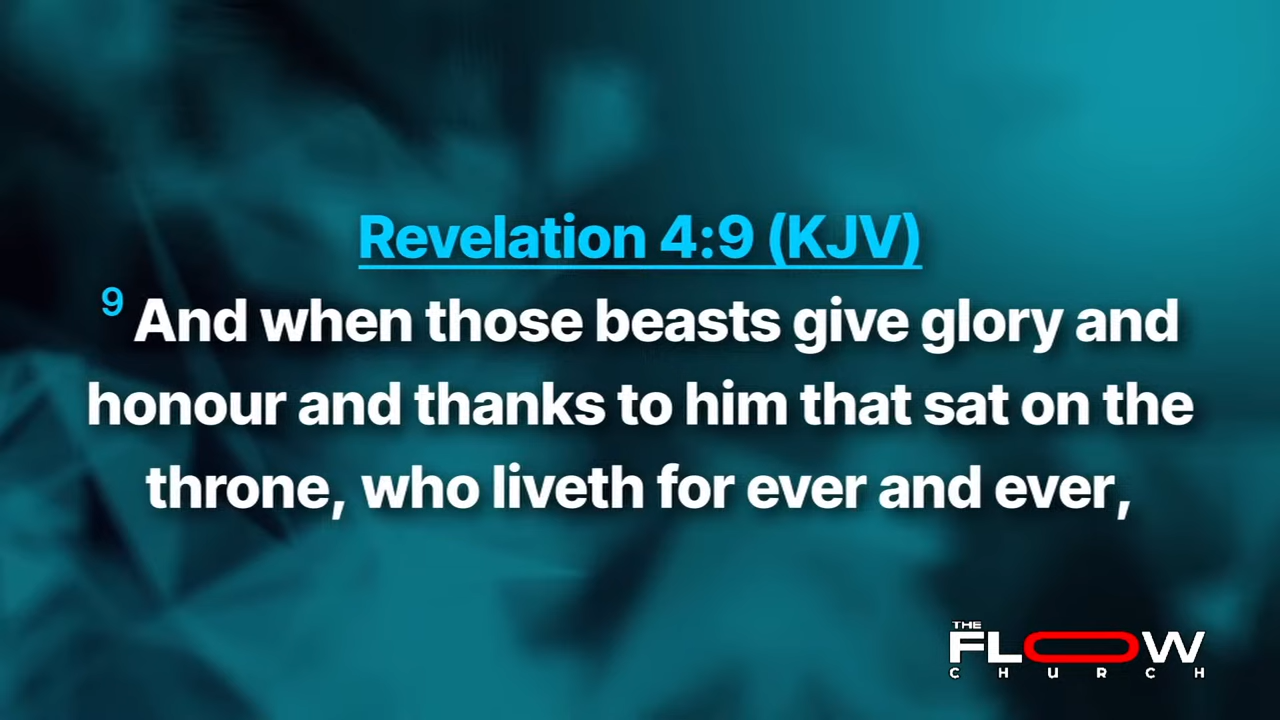 Revelation 4:9 (KJV)
9 And when those beasts give glory and
honour and thanks to him that sat on the
throne, who liveth for ever and ever,
THE
FLOW
CHURCH